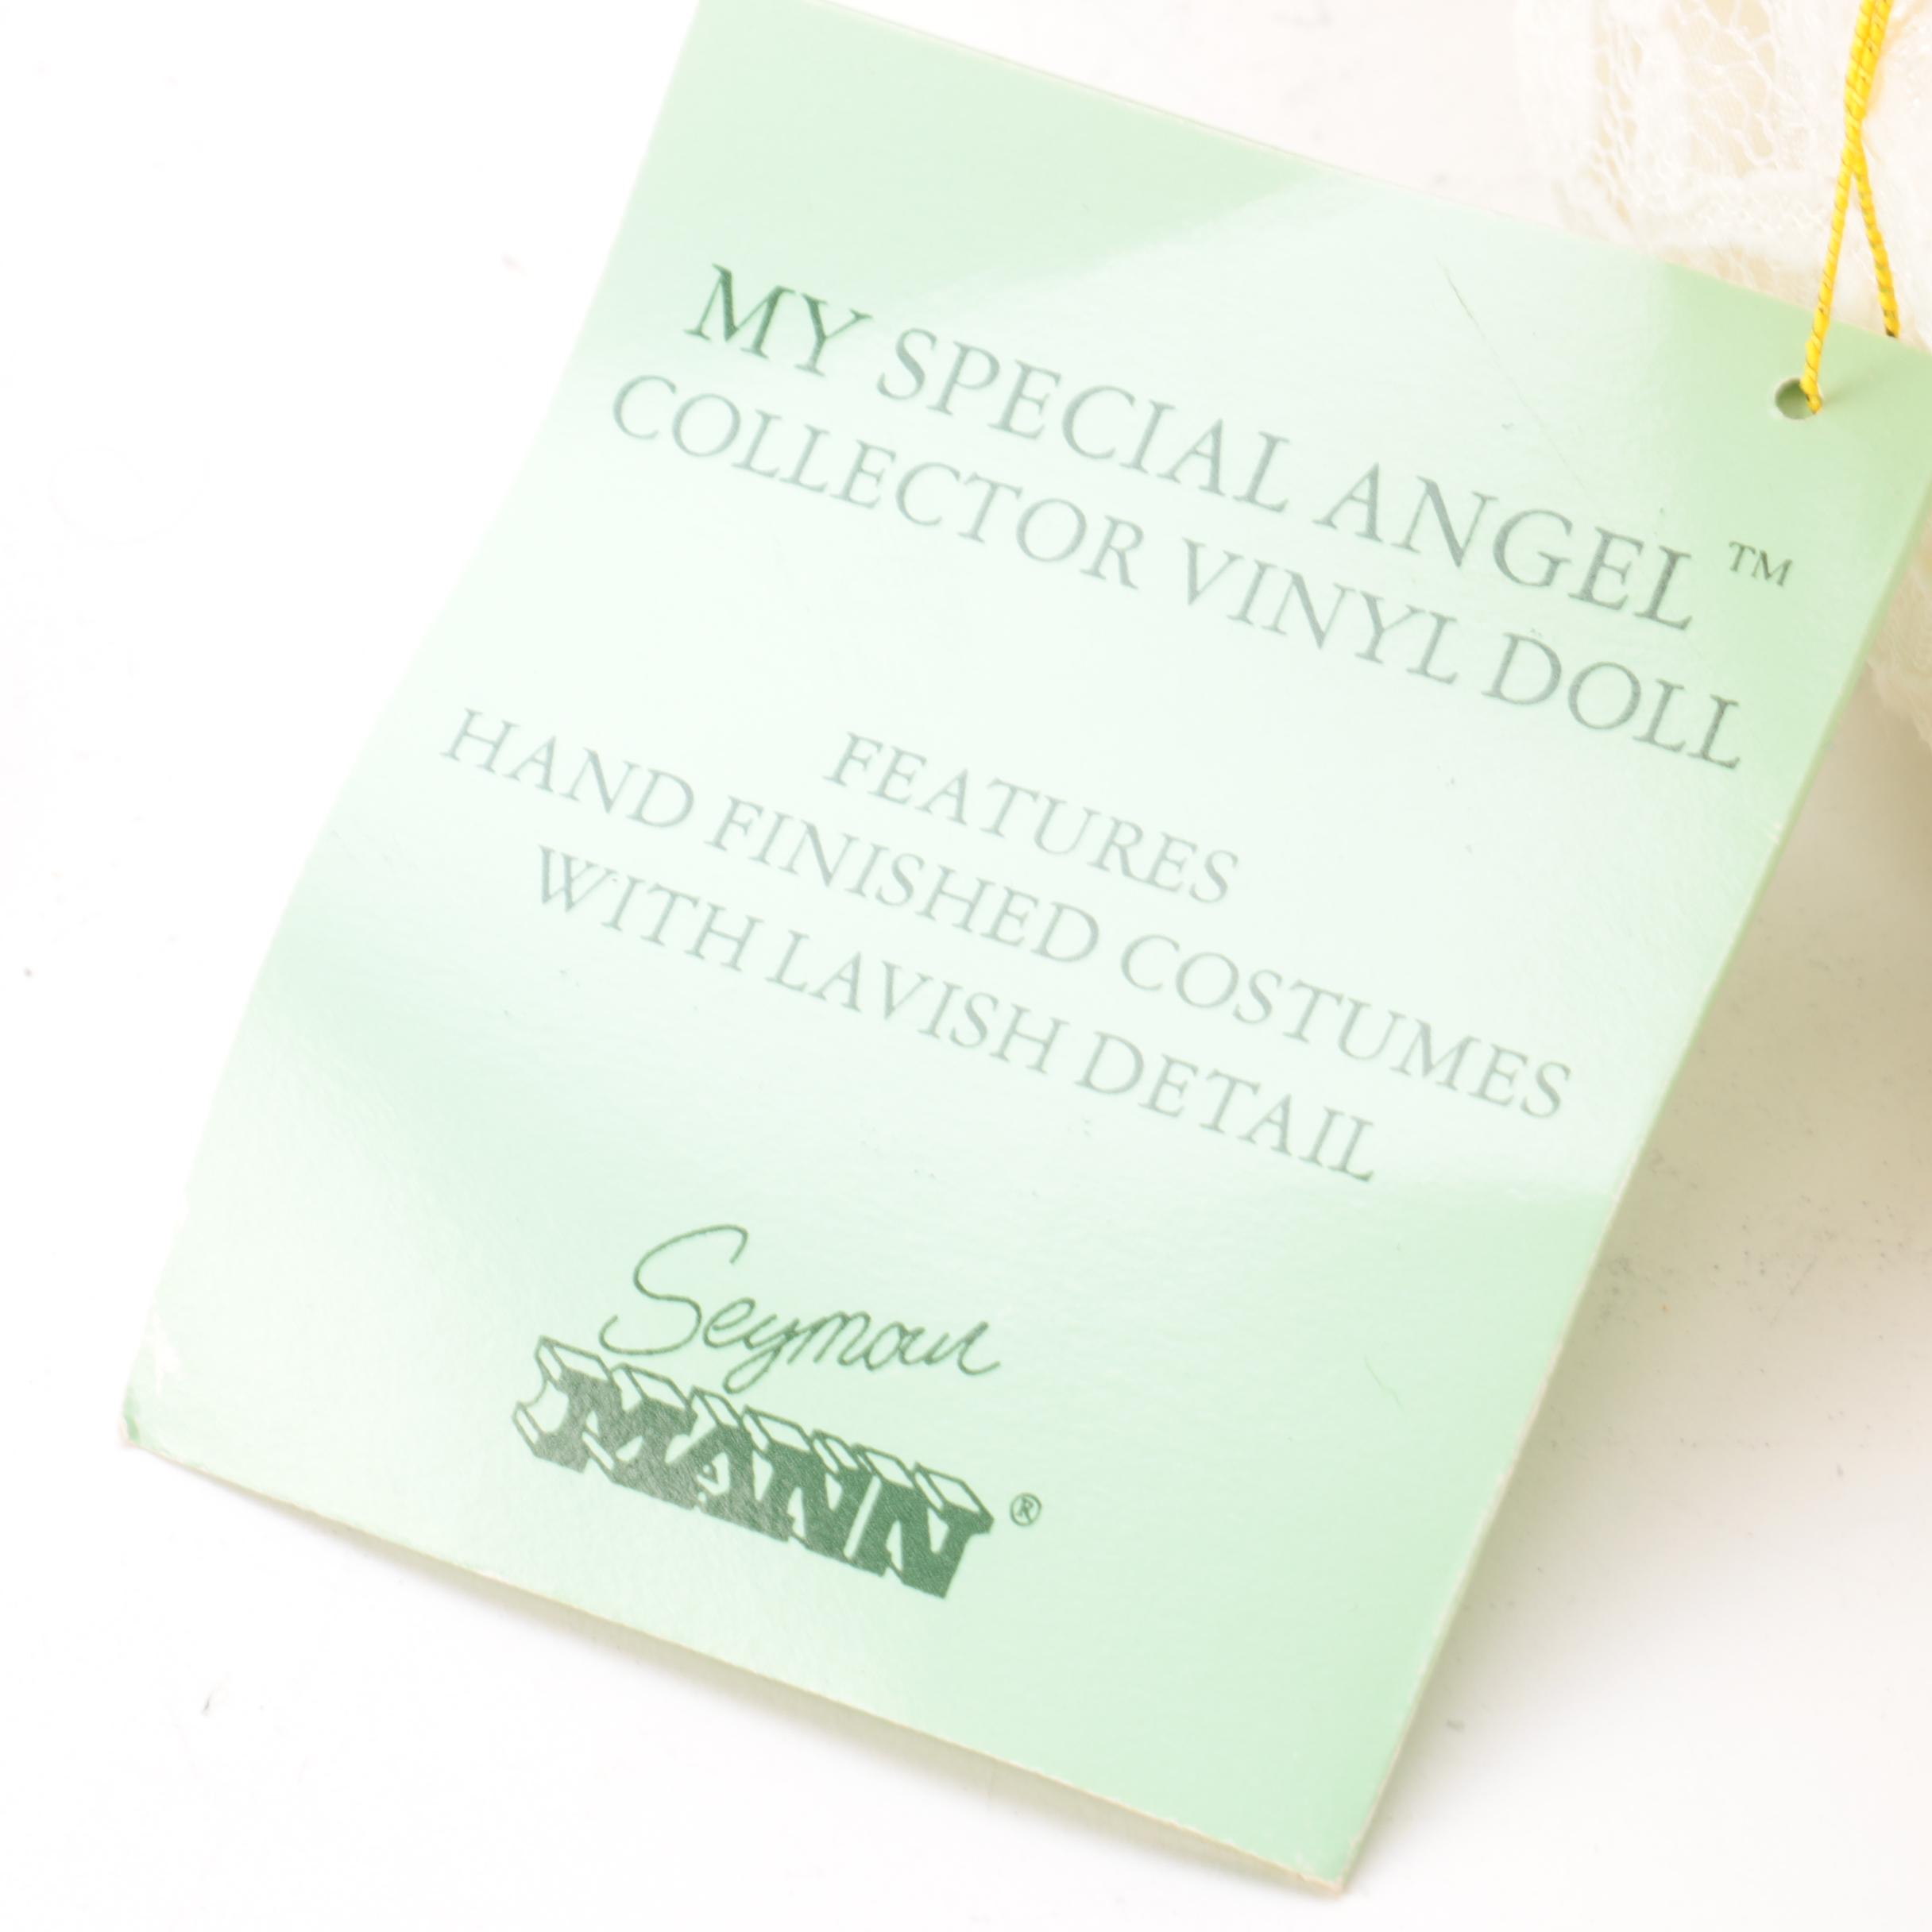 MY SPECIAL ANGEL™
COLLECTOR VINYL DOLL
FEATURES
HAND FINISHED COSTUMES
WITH LAVISH DETAIL
Seymour
MANN®